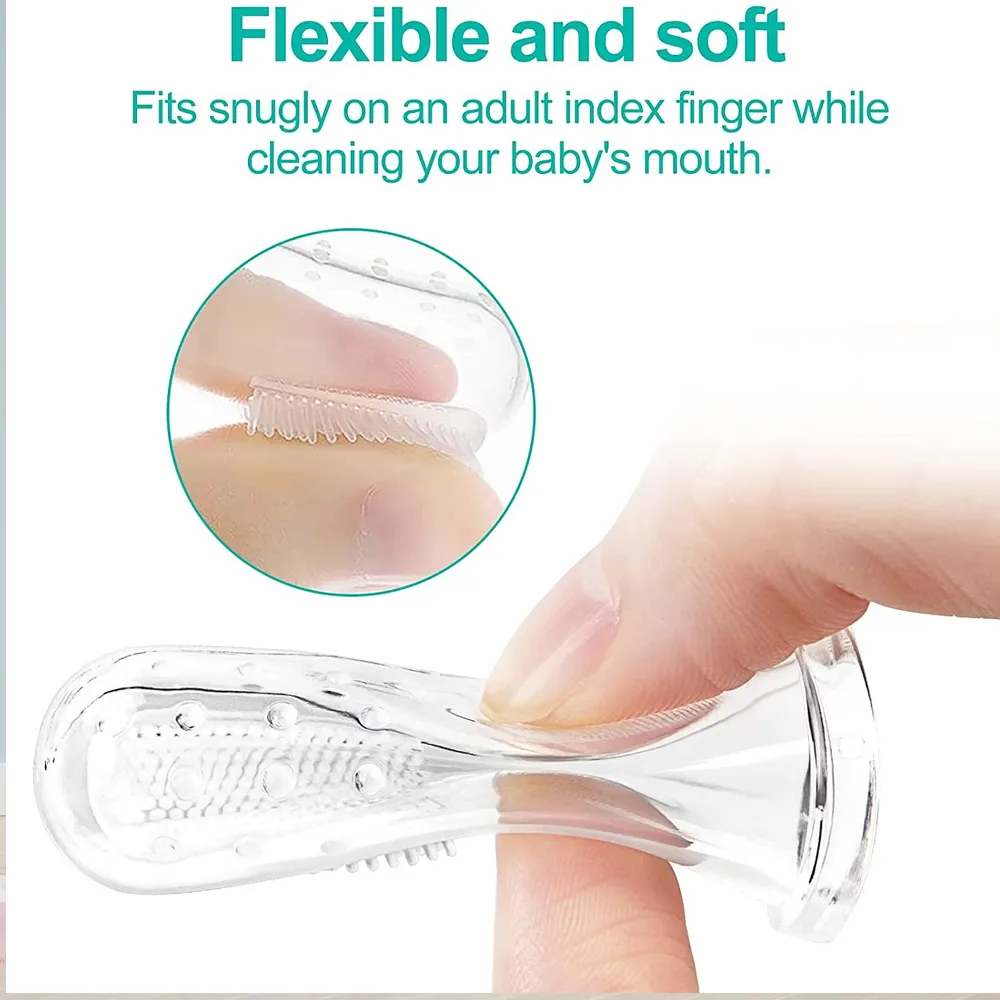 Flexible and soft
Fits snugly on an adult index finger while
cleaning your baby's mouth.